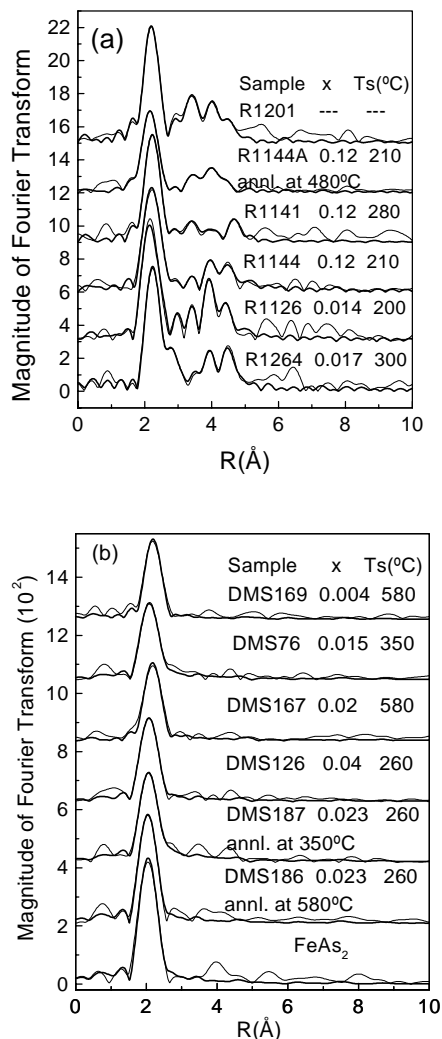 (a)
Sample x Ts(ºC)
R1201 --- ---
R1144A 0.12 210
annl. at 480ºC
R1141 0.12 280
R1144 0.12 210
R1126 0.014 200
R1264 0.017 300
22
20
18
16
14
12
10
8
6
4
2
0
Magnitude of Fourier Transform
0 2 4 6 8 10
R(Å)
(b)
Sample x Ts(ºC)
DMS169 0.004 580
DMS76 0.015 350
DMS167 0.02 580
DMS126 0.04 260
DMS187 0.023 260
annl. at 350ºC
DMS186 0.023 260
annl. at 580ºC
FeAs₂
14
12
10
8
6
4
2
0
Magnitude of Fourier Transform (10²)
0 2 4 6 8 10
R(Å)